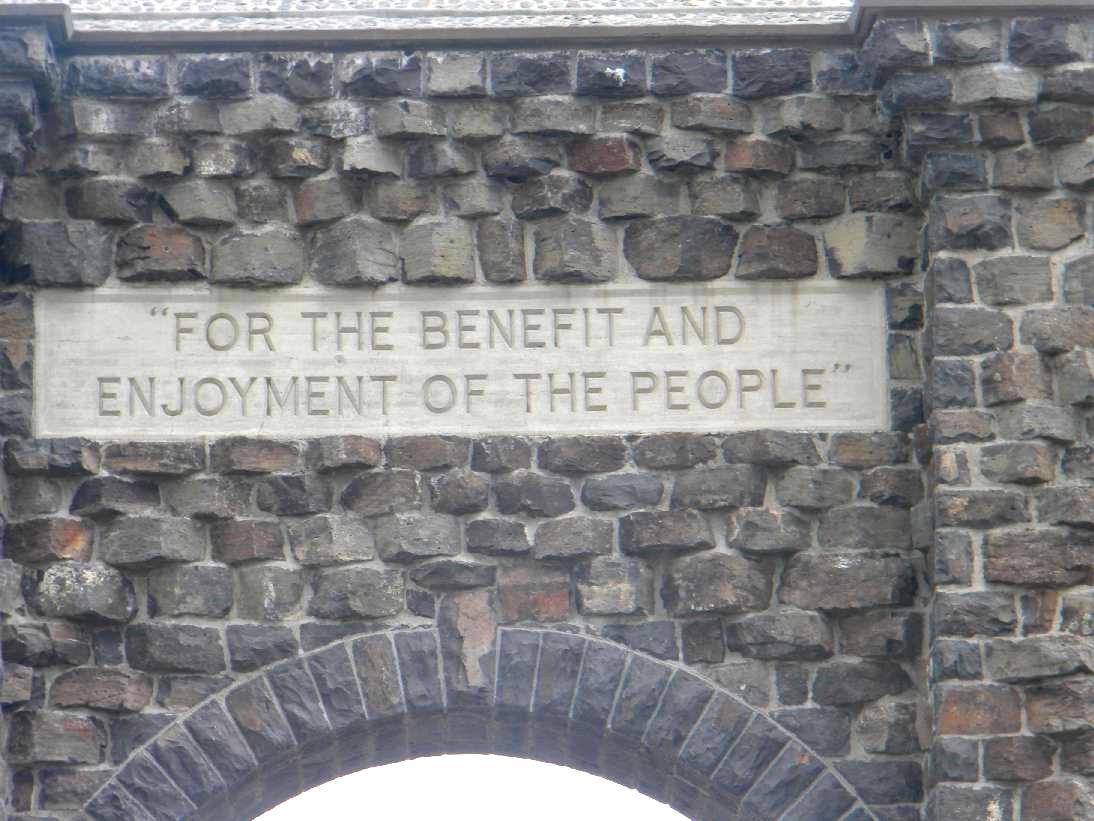 “FOR THE BENEFIT AND
ENJOYMENT OF THE PEOPLE”